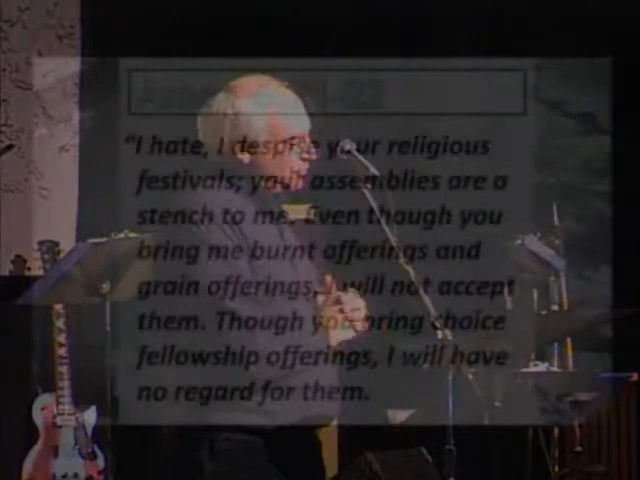 "I hate, I despise your religious
festivals; your assemblies are a
stench to me. Even though you
bring me burnt offerings and
grain offerings, I will not accept
them. Though you bring choice
fellowship offerings, I will have
no regard for them.